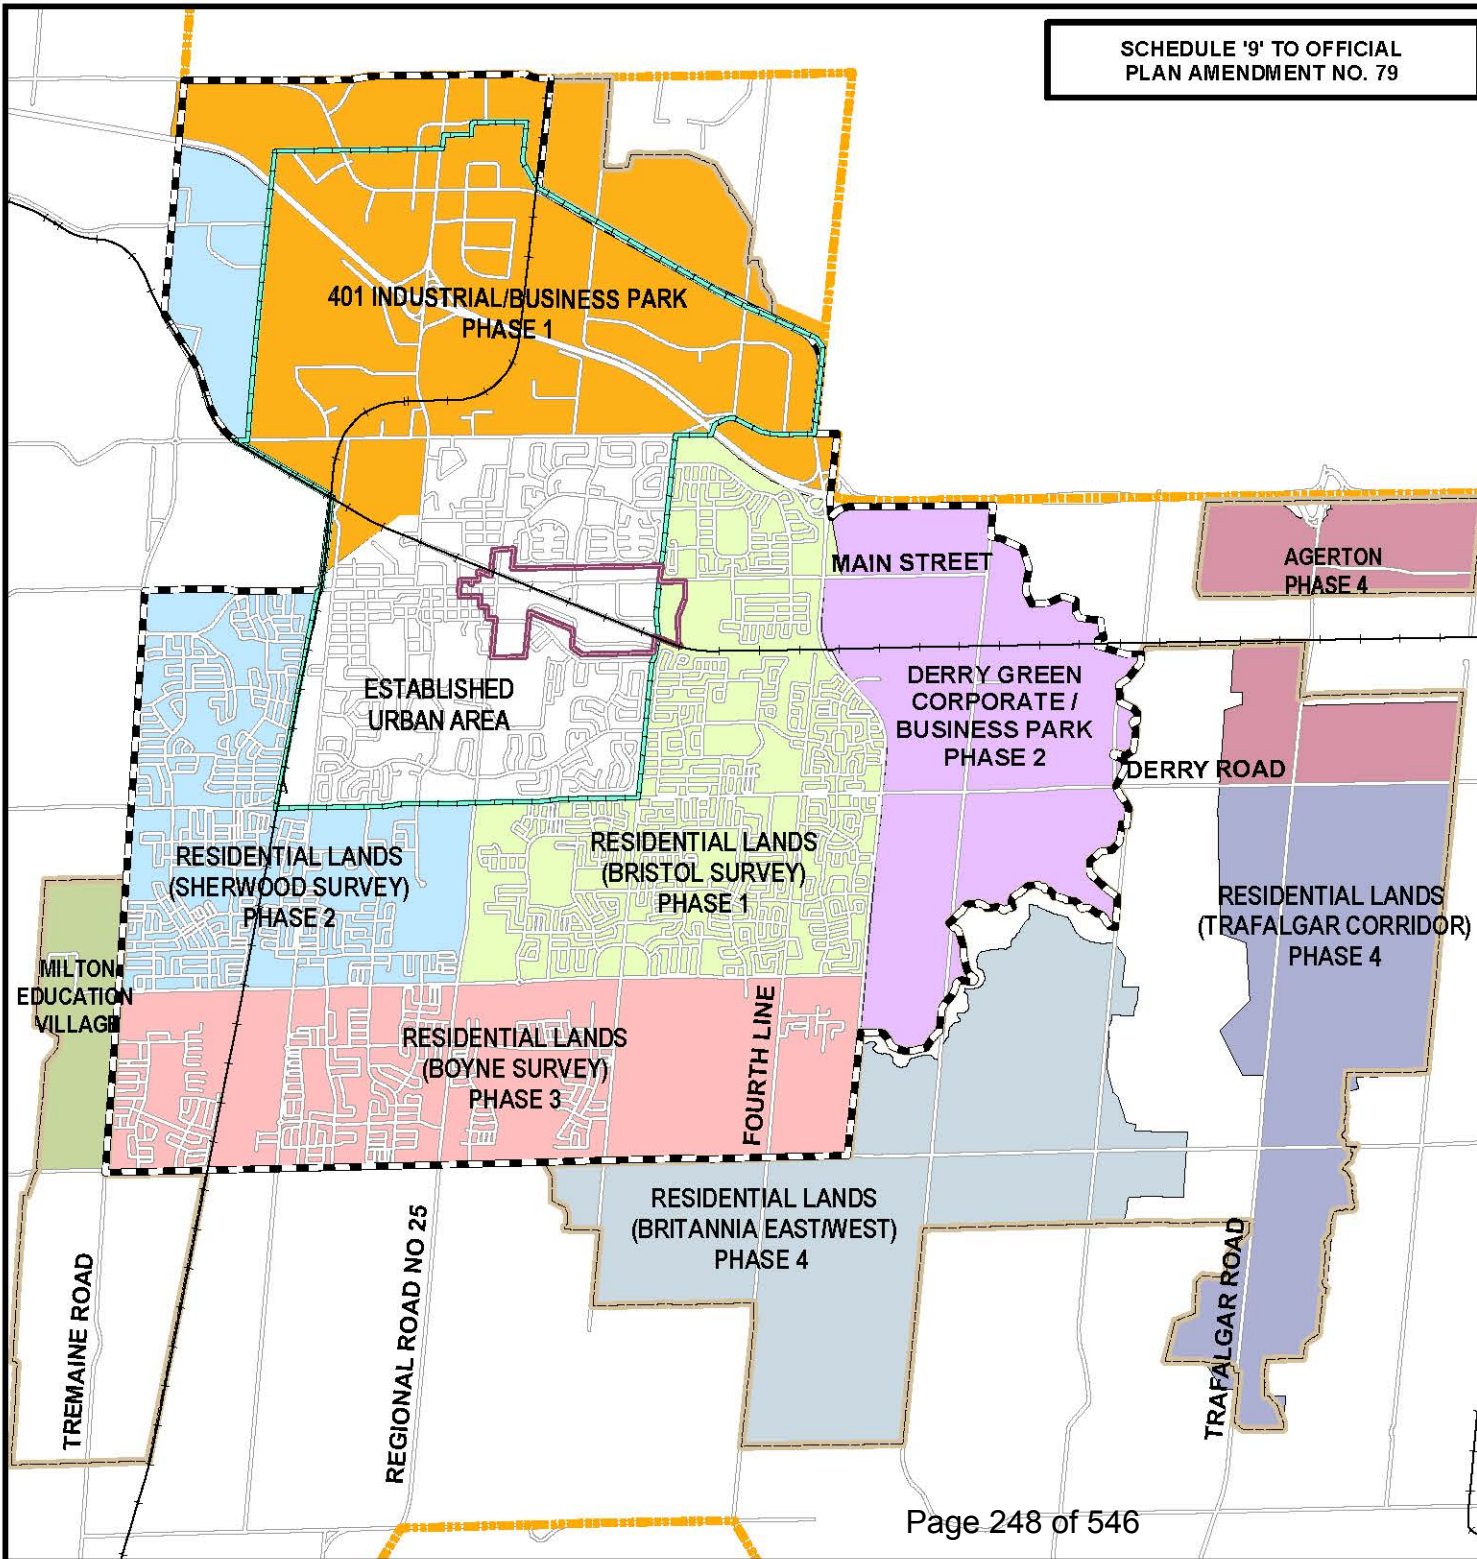 SCHEDULE '9' TO OFFICIAL
PLAN AMENDMENT NO. 79
401 INDUSTRIAL/BUSINESS PARK
PHASE 1
MAIN STREET
AGERTON
PHASE 4
ESTABLISHED
URBAN AREA
DERRY GREEN
CORPORATE /
BUSINESS PARK
PHASE 2
DERRY ROAD
RESIDENTIAL LANDS
(SHERWOOD SURVEY)
PHASE 2
RESIDENTIAL LANDS
(BRISTOL SURVEY)
PHASE 1
RESIDENTIAL LANDS
(TRAFALGAR CORRIDOR)
PHASE 4
MILTON
EDUCATION
VILLAGE
RESIDENTIAL LANDS
(BOYNE SURVEY)
PHASE 3
FOURTH LINE
RESIDENTIAL LANDS
(BRITANNIA EAST/WEST)
PHASE 4
TREMAINE ROAD
REGIONAL ROAD NO 25
TRAFALGAR ROAD
Page 248 of 546